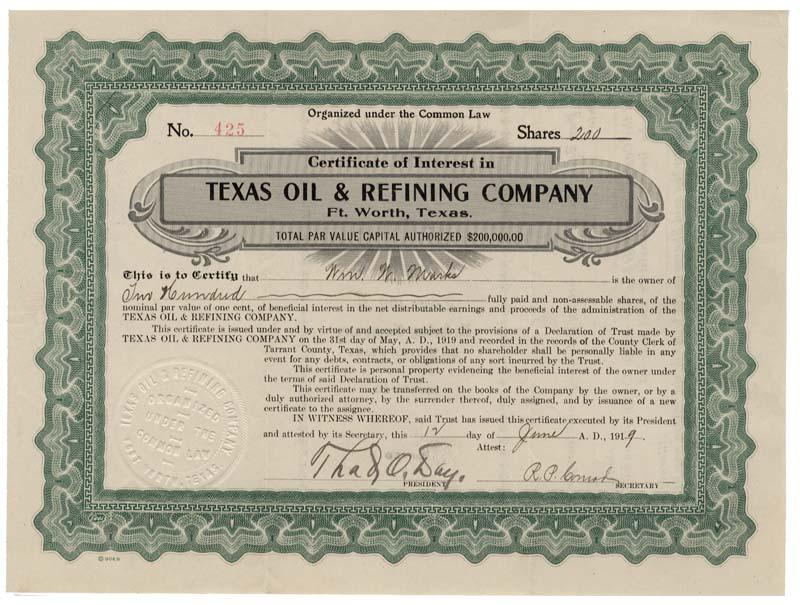 Organized under the Common Law
No. 425
Shares 200
Certificate of Interest in
TEXAS OIL & REFINING COMPANY
Ft. Worth, Texas.
TOTAL PAR VALUE CAPITAL AUTHORIZED $200,000.00
This is to Certify that Wm. W. Marks is the owner of
Two Hundred fully paid and non-assessable shares, of the
nominal par value of one cent, of beneficial interest in the net distributable earnings and proceeds of the administration of the
TEXAS OIL & REFINING COMPANY.
This certificate is issued under and by virtue of and accepted subject to the provisions of a Declaration of Trust made by
TEXAS OIL & REFINING COMPANY on the 31st day of May, A. D., 1919 and recorded in the records of the County Clerk of
Tarrant County, Texas, which provides that no shareholder shall be personally liable in any
event for any debts, contracts, or obligations of any sort incurred by the Trust.
This certificate is personal property evidencing the beneficial interest of the owner under
the terms of said Declaration of Trust.
This certificate may be transferred on the books of the Company by the owner, or by a
duly authorized attorney, by the surrender thereof, duly assigned, and by issuance of a new
certificate to the assignee.
IN WITNESS WHEREOF, said Trust has issued this certificate executed by its President
and attested by its Secretary, this 12 day of June A. D., 1919.
Attest:
PRESIDENT
R. P. SECRETARY
TEXAS OIL & REFINING COMPANY
ORGANIZED
UNDER THE
COMMON LAW
FORT WORTH, TEXAS
© GOES